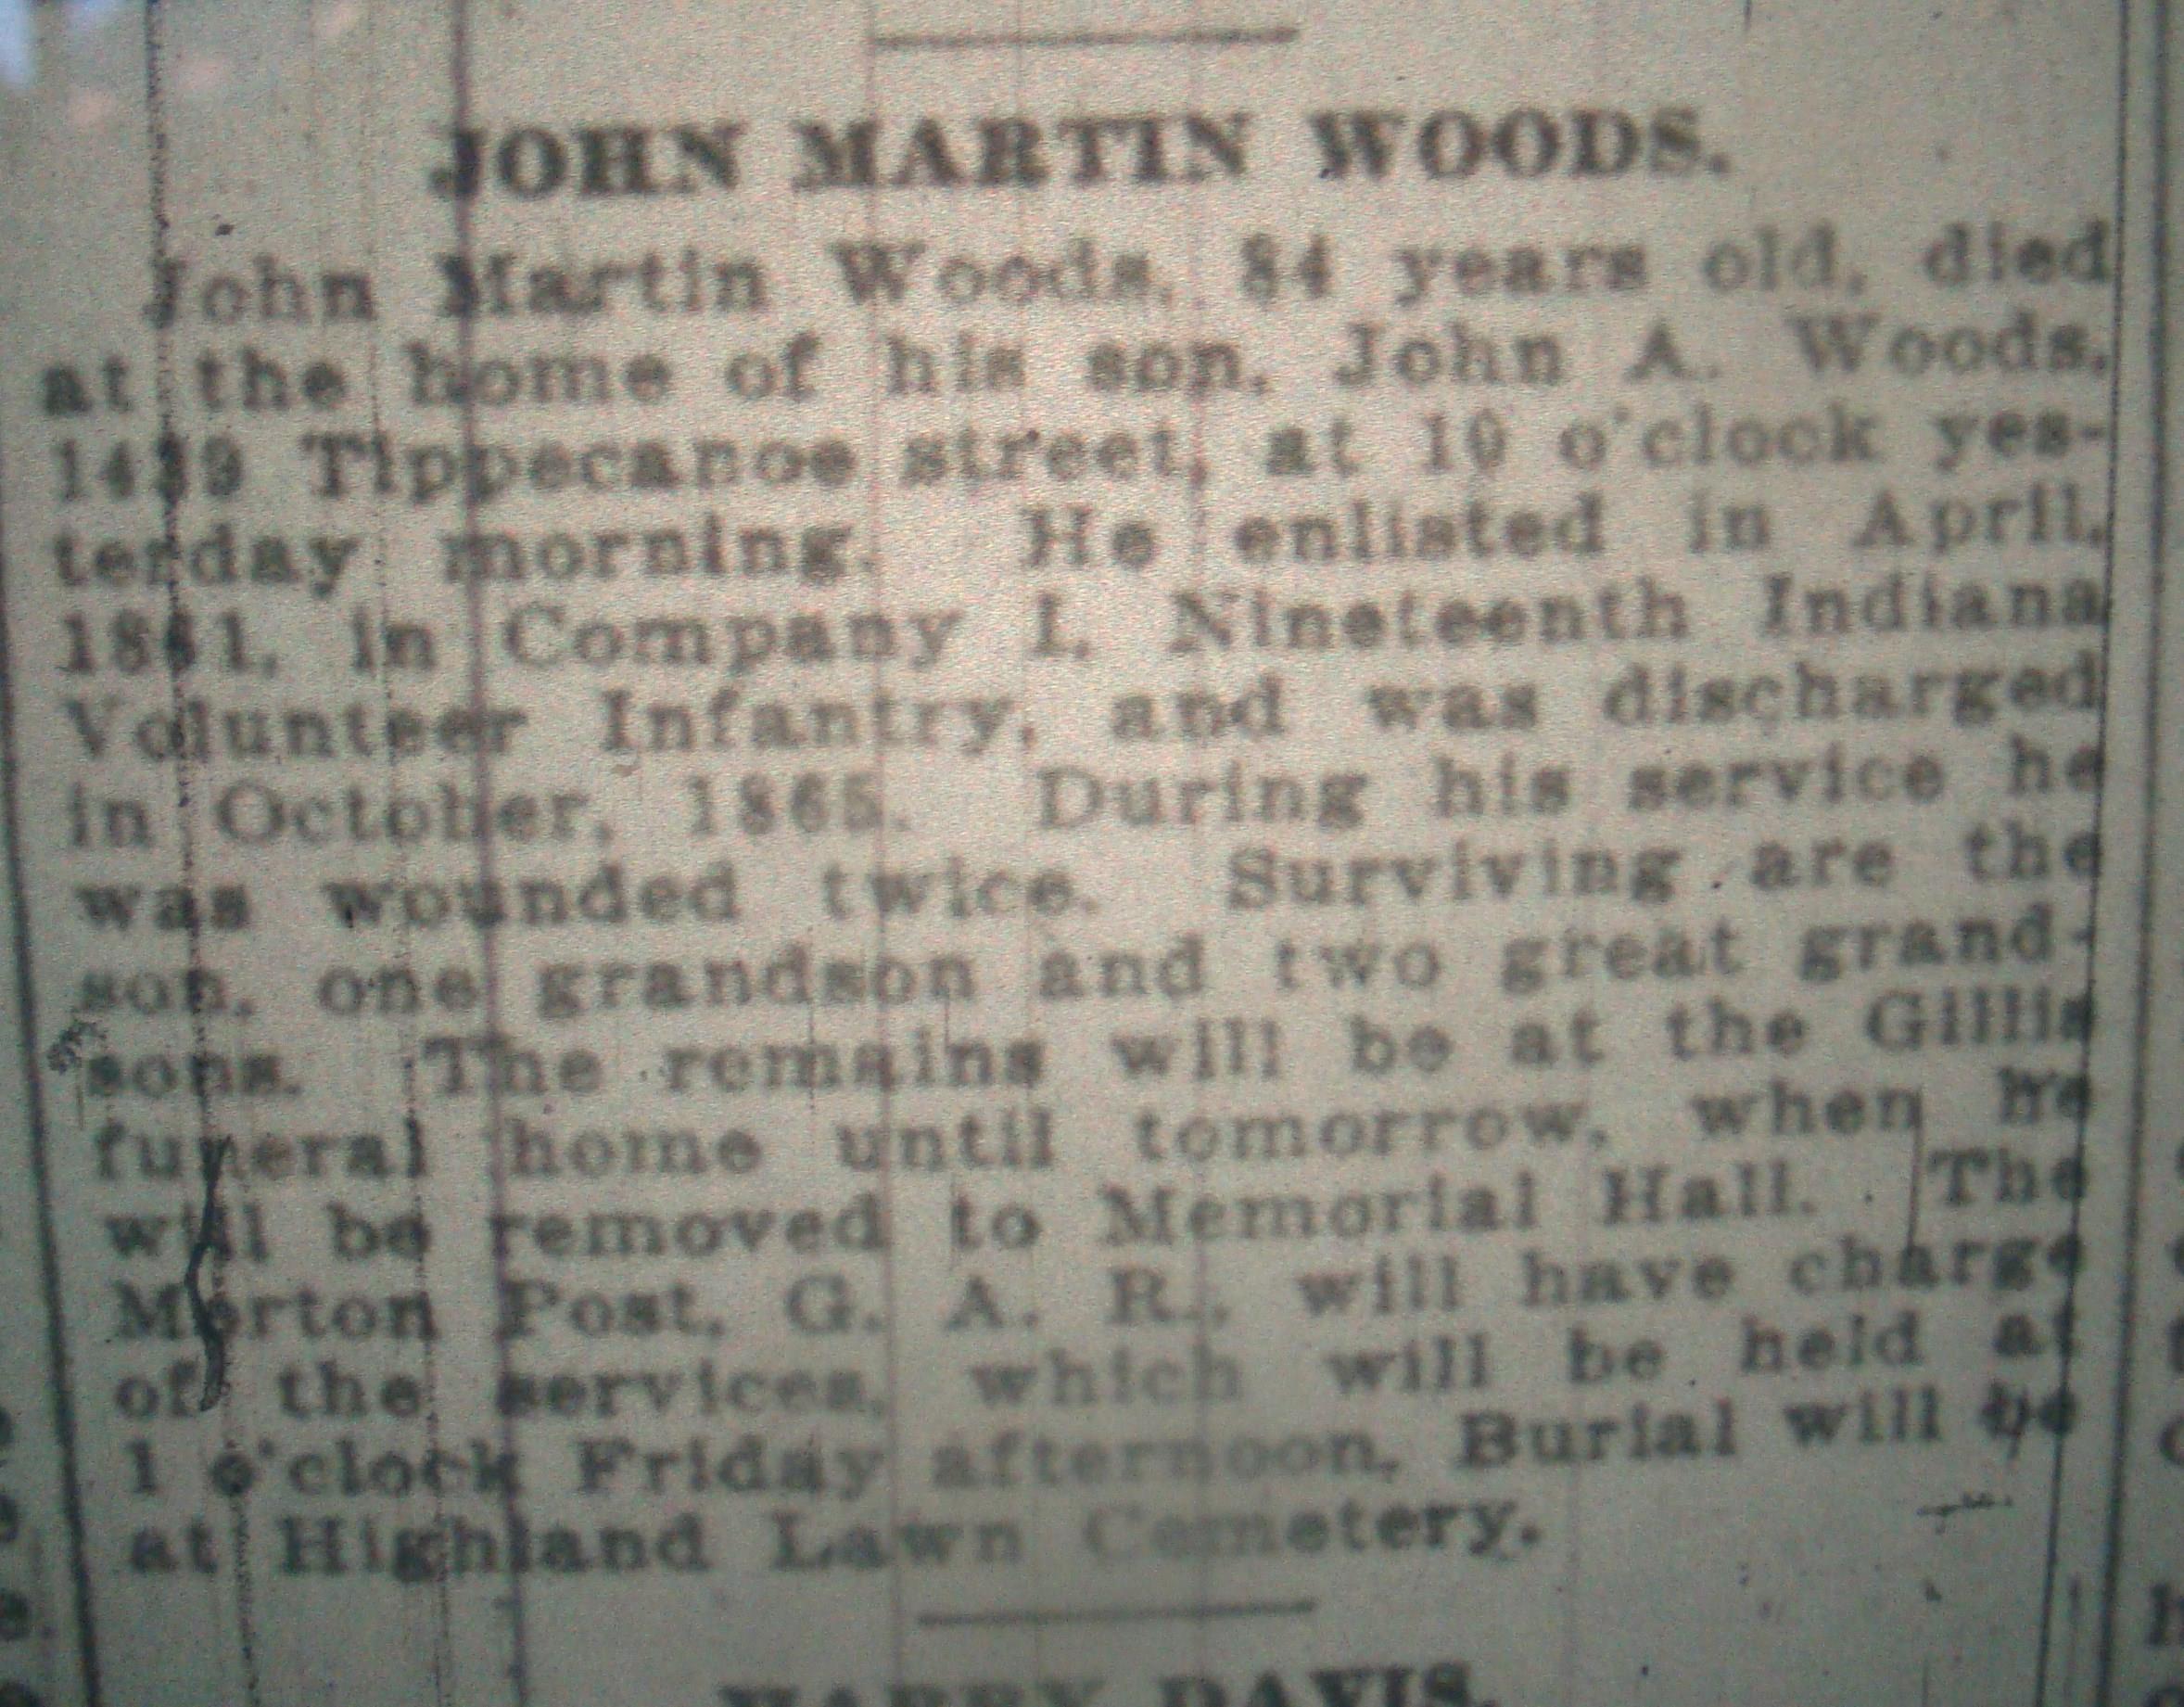 JOHN MARTIN WOODS.
John Martin Woods, 84 years old, died
at the home of his son, John A. Woods,
Tippecanoe street, at 10 o'clock yes-
terday morning. He enlisted in April,
1861, in Company I, Nineteenth Indiana
Volunteer Infantry, and was discharged
in October, 1865. During his service he
was wounded twice. Surviving are the
son, one grandson and two great grand-
sons. The remains will be at the Gillis
funeral home until tomorrow, when he
will be removed to Memorial Hall. The
Morton Post, G. A. R., will have charge
of the services, which will be held at
1 o'clock Friday afternoon. Burial will be
at Highland Lawn Cemetery.
HARRY DAVIS.